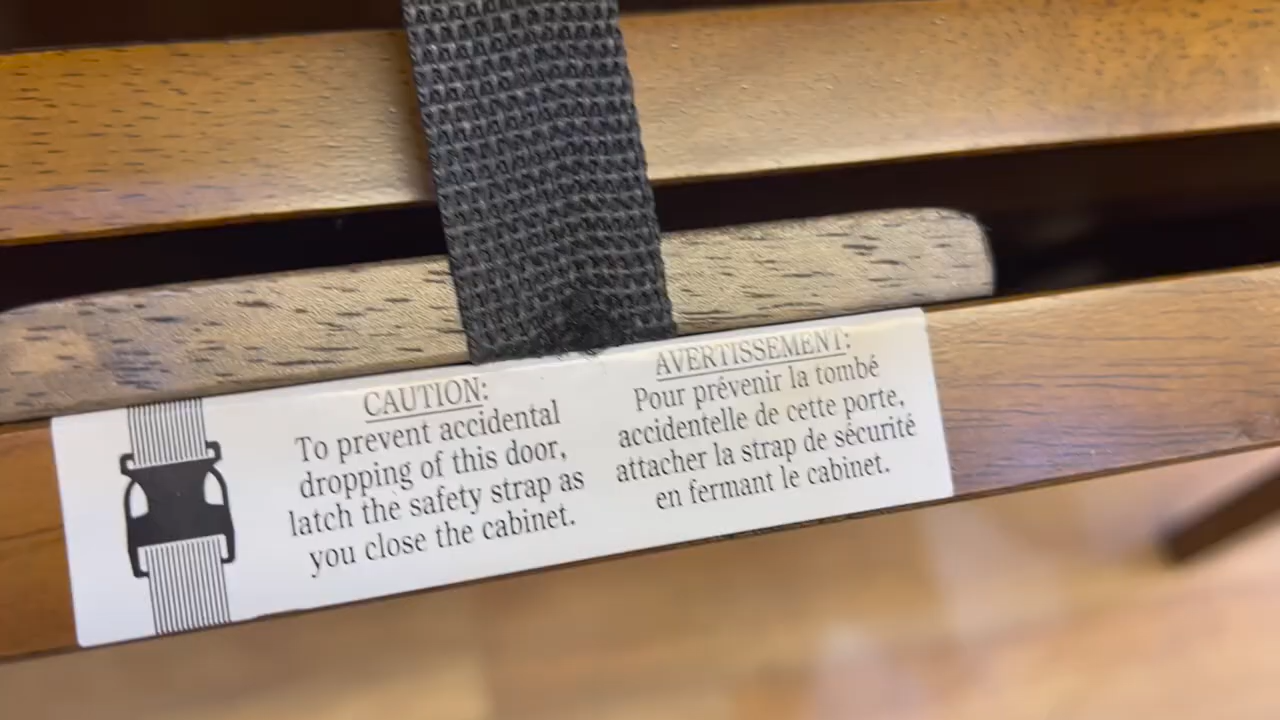 CAUTION:
To prevent accidental
dropping of this door,
latch the safety strap as
you close the cabinet.
AVERTISSEMENT:
Pour prévenir la tombé
accidentelle de cette porte,
attacher la strap de sécurité
en fermant le cabinet.